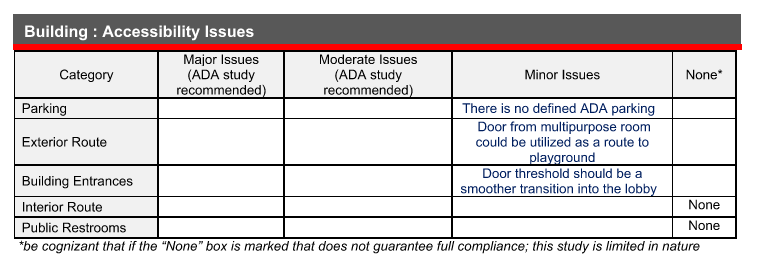 Building : Accessibility Issues
Category
Major Issues
(ADA study
recommended)
Moderate Issues
(ADA study
recommended)
Minor Issues
None*
Parking
There is no defined ADA parking
Exterior Route
Door from multipurpose room
could be utilized as a route to
playground
Building Entrances
Door threshold should be a
smoother transition into the lobby
Interior Route
None
Public Restrooms
None
*be cognizant that if the “None” box is marked that does not guarantee full compliance; this study is limited in nature